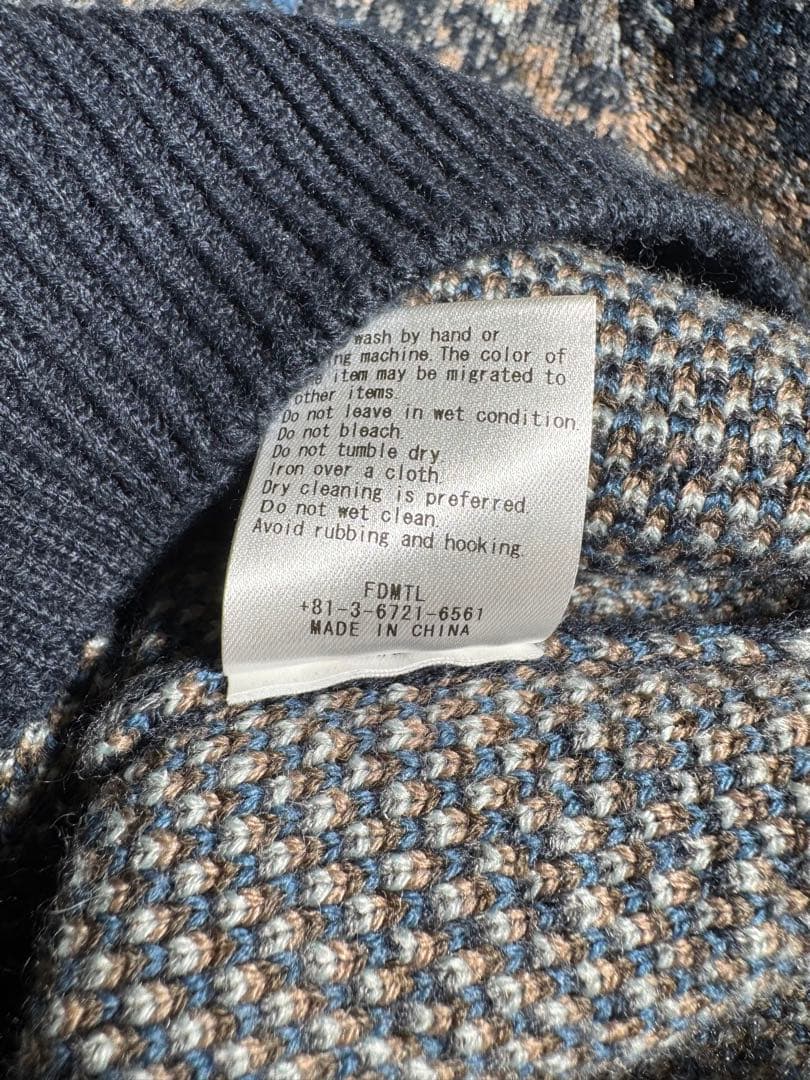 wash by hand or
machine. The color of
item may be migrated to
other items.
Do not leave in wet condition.
Do not bleach.
Do not tumble dry.
Iron over a cloth.
Dry cleaning is preferred.
Do not wet clean.
Avoid rubbing and hooking.
FDMTL
+81-3-6721-6561
MADE IN CHINA